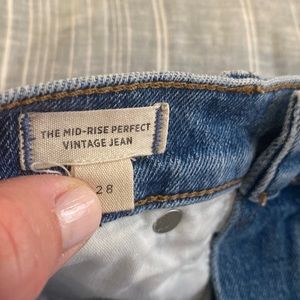 THE MID-RISE PERFECT
VINTAGE JEAN
28